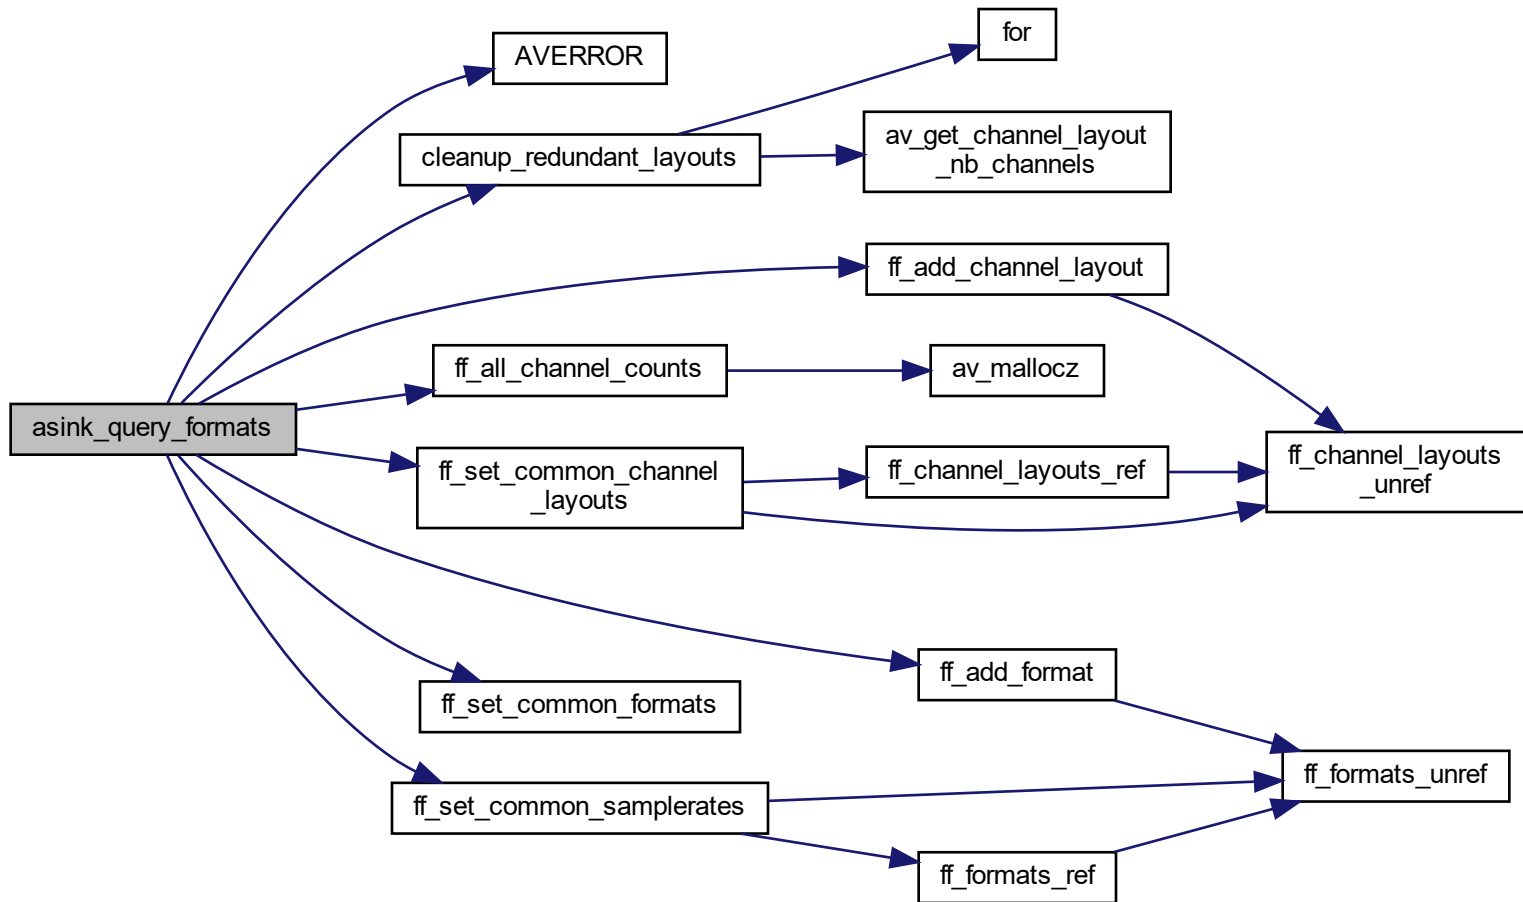 for
AVERROR
av_get_channel_layout
_nb_channels
cleanup_redundant_layouts
ff_add_channel_layout
ff_all_channel_counts
av_mallocz
asink_query_formats
ff_set_common_channel
_layouts
ff_channel_layouts_ref
ff_channel_layouts
_unref
ff_add_format
ff_set_common_formats
ff_formats_unref
ff_set_common_samplerates
ff_formats_ref